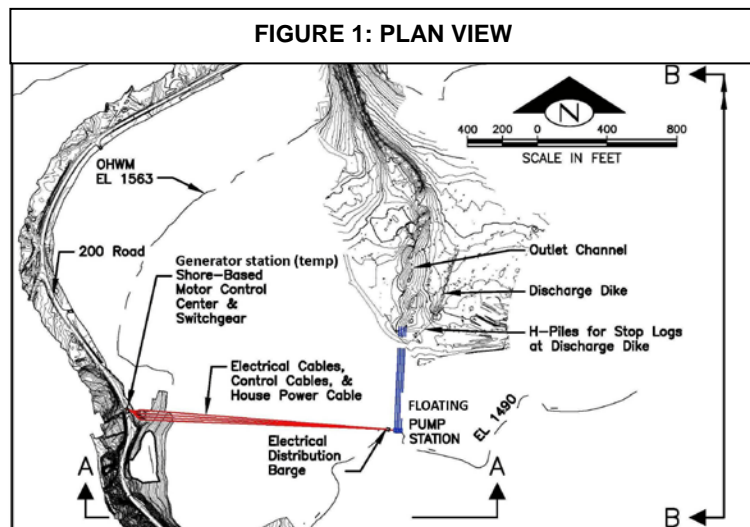 FIGURE 1: PLAN VIEW
B
N
400 200 0 400 800
SCALE IN FEET
OHWM
EL 1563
200 Road
Generator station (temp)
Shore-Based
Motor Control
Center &
Switchgear
Outlet Channel
Discharge Dike
H-Piles for Stop Logs
at Discharge Dike
Electrical Cables,
Control Cables, &
House Power Cable
FLOATING
PUMP
STATION
EL 1490
Electrical
Distribution
Barge
A
A
B